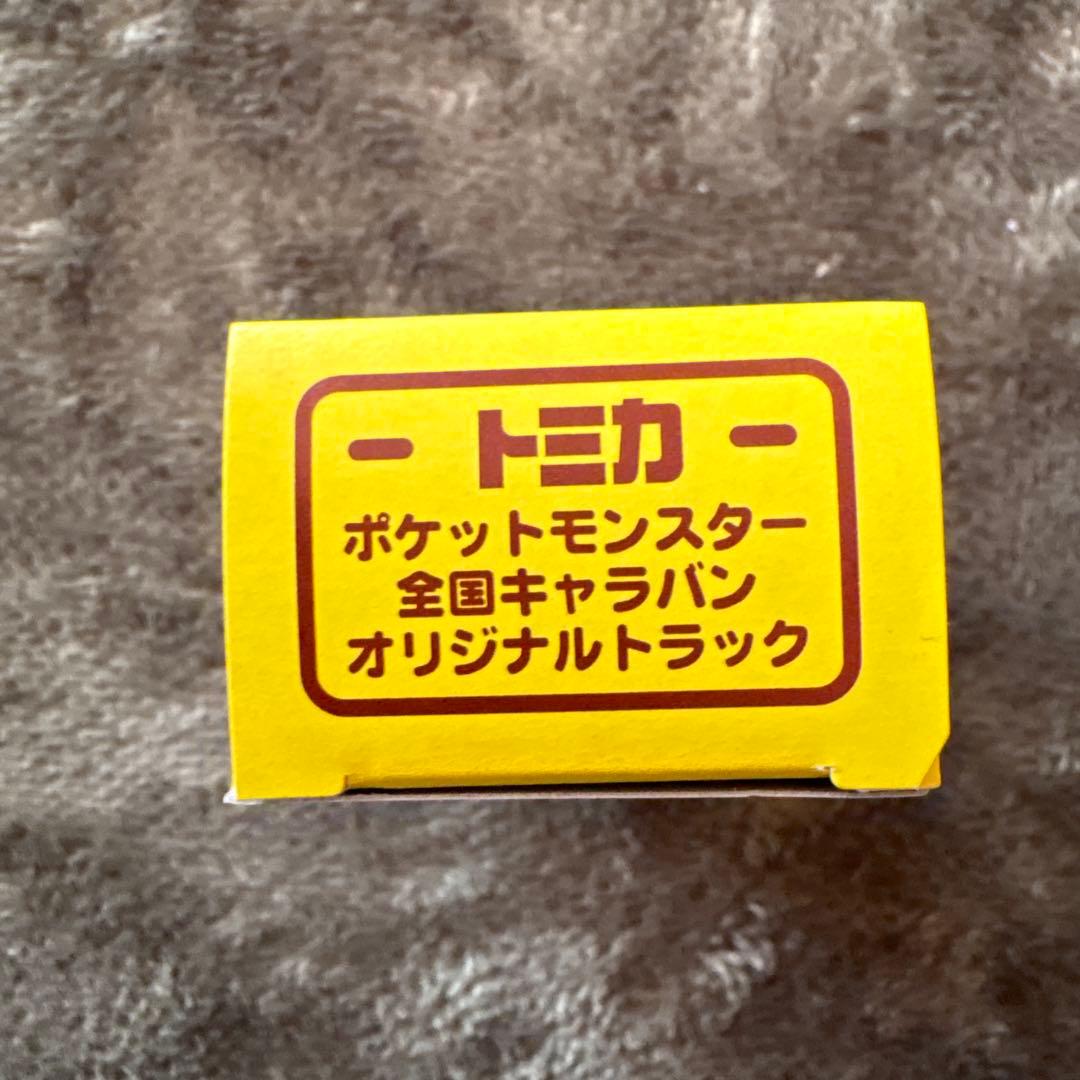 トミカ
ポケットモンスター
全国キャラバン
オリジナルトラック